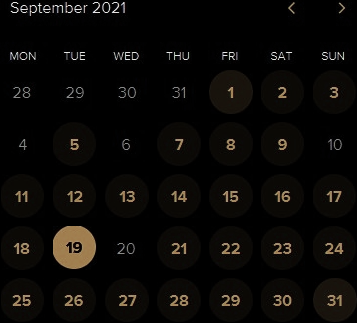 September 2021 < >
MON TUE WED THU FRI SAT SUN
28 29 30 31 1 2 3
4 5 6 7 8 9 10
11 12 13 14 15 16 17
18 19 20 21 22 23 24
25 26 27 28 29 30 31